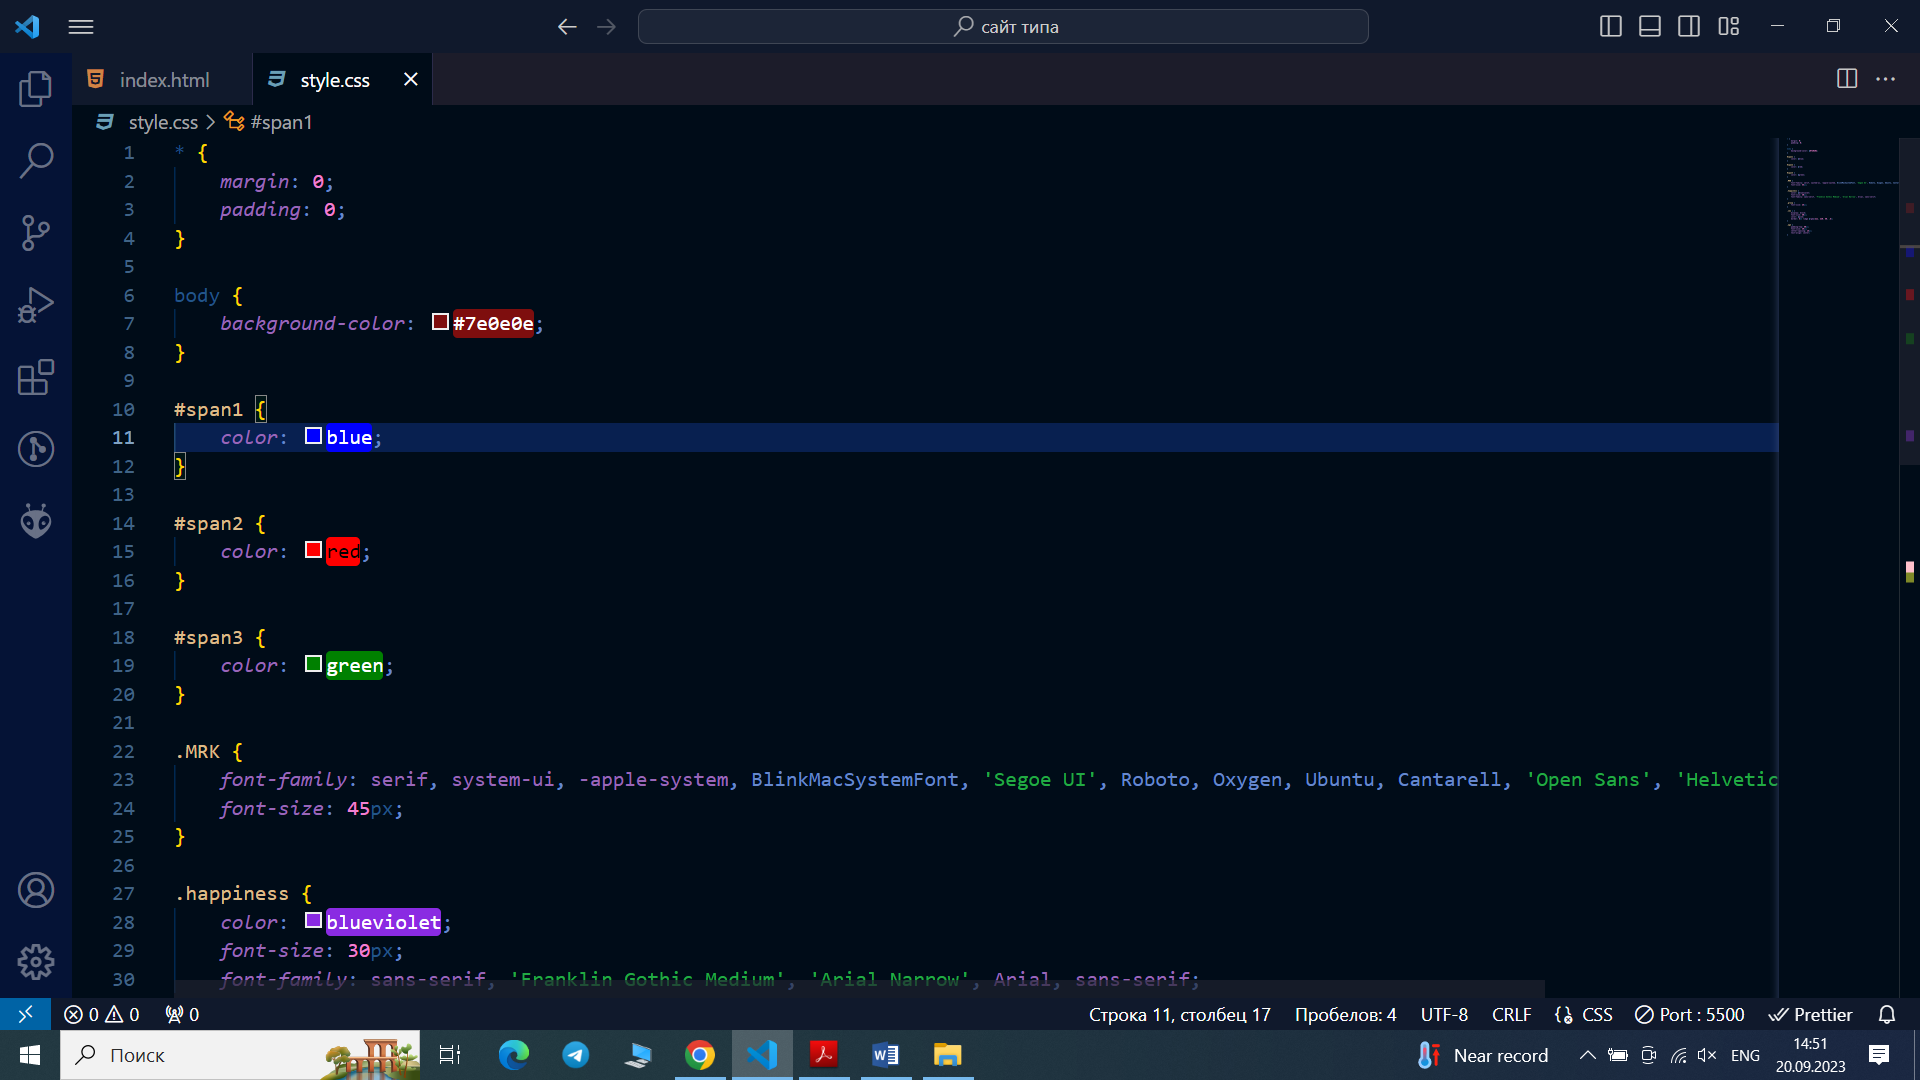 сайт типа
index.html
style.css
style.css > #span1
1 * {
2 margin: 0;
3 padding: 0;
4 }
5
6 body {
7 background-color: #7e0e0e;
8 }
9
10 #span1 {
11 color: blue;
12 }
13
14 #span2 {
15 color: red;
16 }
17
18 #span3 {
19 color: green;
20 }
21
22 .MRK {
23 font-family: serif, system-ui, -apple-system, BlinkMacSystemFont, 'Segoe UI', Roboto, Oxygen, Ubuntu, Cantarell, 'Open Sans', 'Helvetic
24 font-size: 45px;
25 }
26
27 .happiness {
28 color: blueviolet;
29 font-size: 30px;
30 font-family: sans-serif, 'Franklin Gothic Medium', 'Arial Narrow', Arial, sans-serif;
0 0 0 Строка 11, столбец 17 Пробелов: 4 UTF-8 CRLF CSS Port : 5500 Prettier
Поиск Near record ENG 14:51
20.09.2023